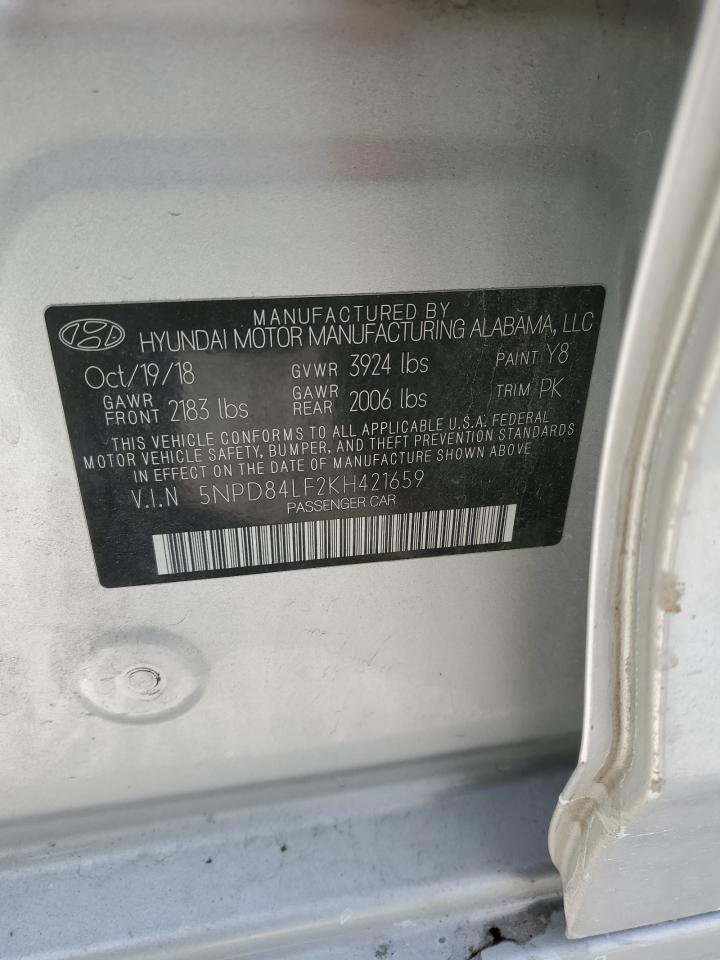 MANUFACTURED BY
HYUNDAI MOTOR MANUFACTURING ALABAMA, LLC
Oct/19/18 GVWR 3924 lbs PAINT Y8
GAWR FRONT 2183 lbs GAWR REAR 2006 lbs TRIM PK
THIS VEHICLE CONFORMS TO ALL APPLICABLE U.S.A. FEDERAL
MOTOR VEHICLE SAFETY, BUMPER, AND THEFT PREVENTION STANDARDS
IN EFFECT ON THE DATE OF MANUFACTURE SHOWN ABOVE
V.I.N 5NPD84LF2KH421659
PASSENGER CAR